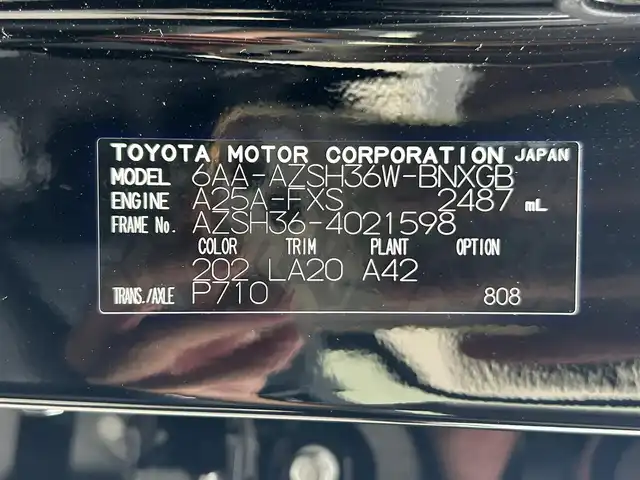 TOYOTA MOTOR CORPORATION JAPAN
MODEL 6AA-AZSH36W-BNXGB
ENGINE A25A-FXS 2487 mL
FRAME No. AZSH36-4021598
COLOR TRIM PLANT OPTION
202 LA20 A42
TRANS./AXLE P710 808